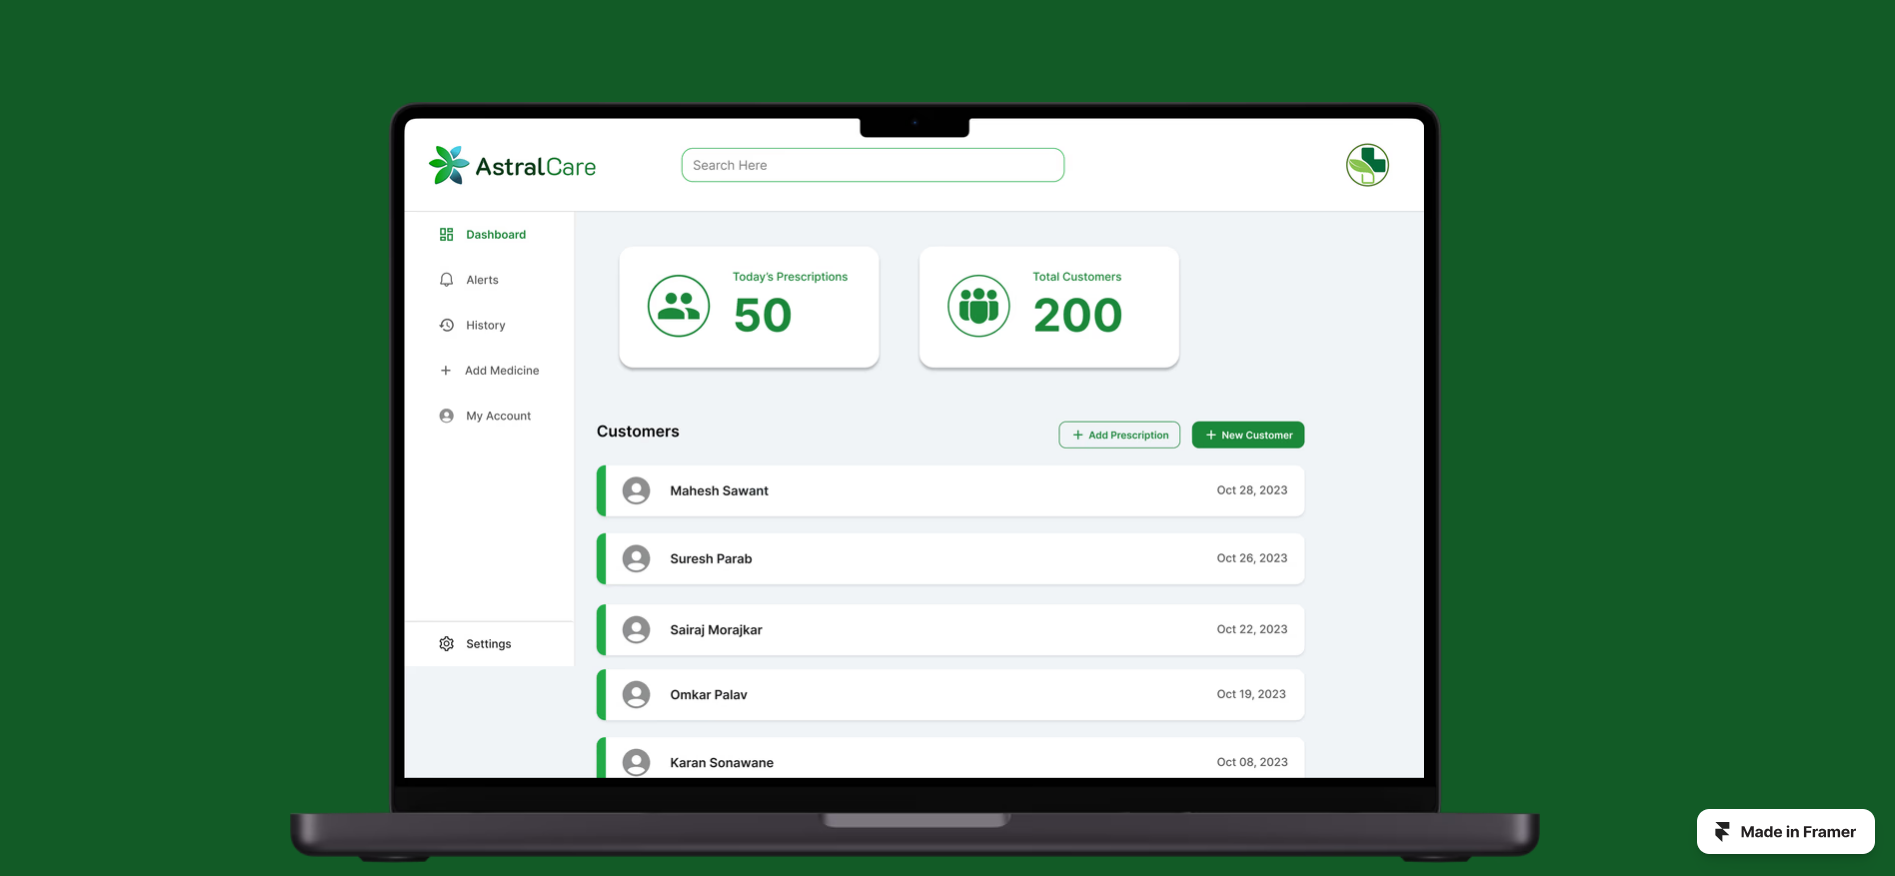 AstralCare
Search Here
Dashboard
Alerts
History
Add Medicine
My Account
Settings
Today's Prescriptions
50
Total Customers
200
Customers
+ Add Prescription
+ New Customer
Mahesh Sawant
Oct 28, 2023
Suresh Parab
Oct 26, 2023
Sairaj Morajkar
Oct 22, 2023
Omkar Palav
Oct 19, 2023
Karan Sonawane
Oct 08, 2023
Made in Framer